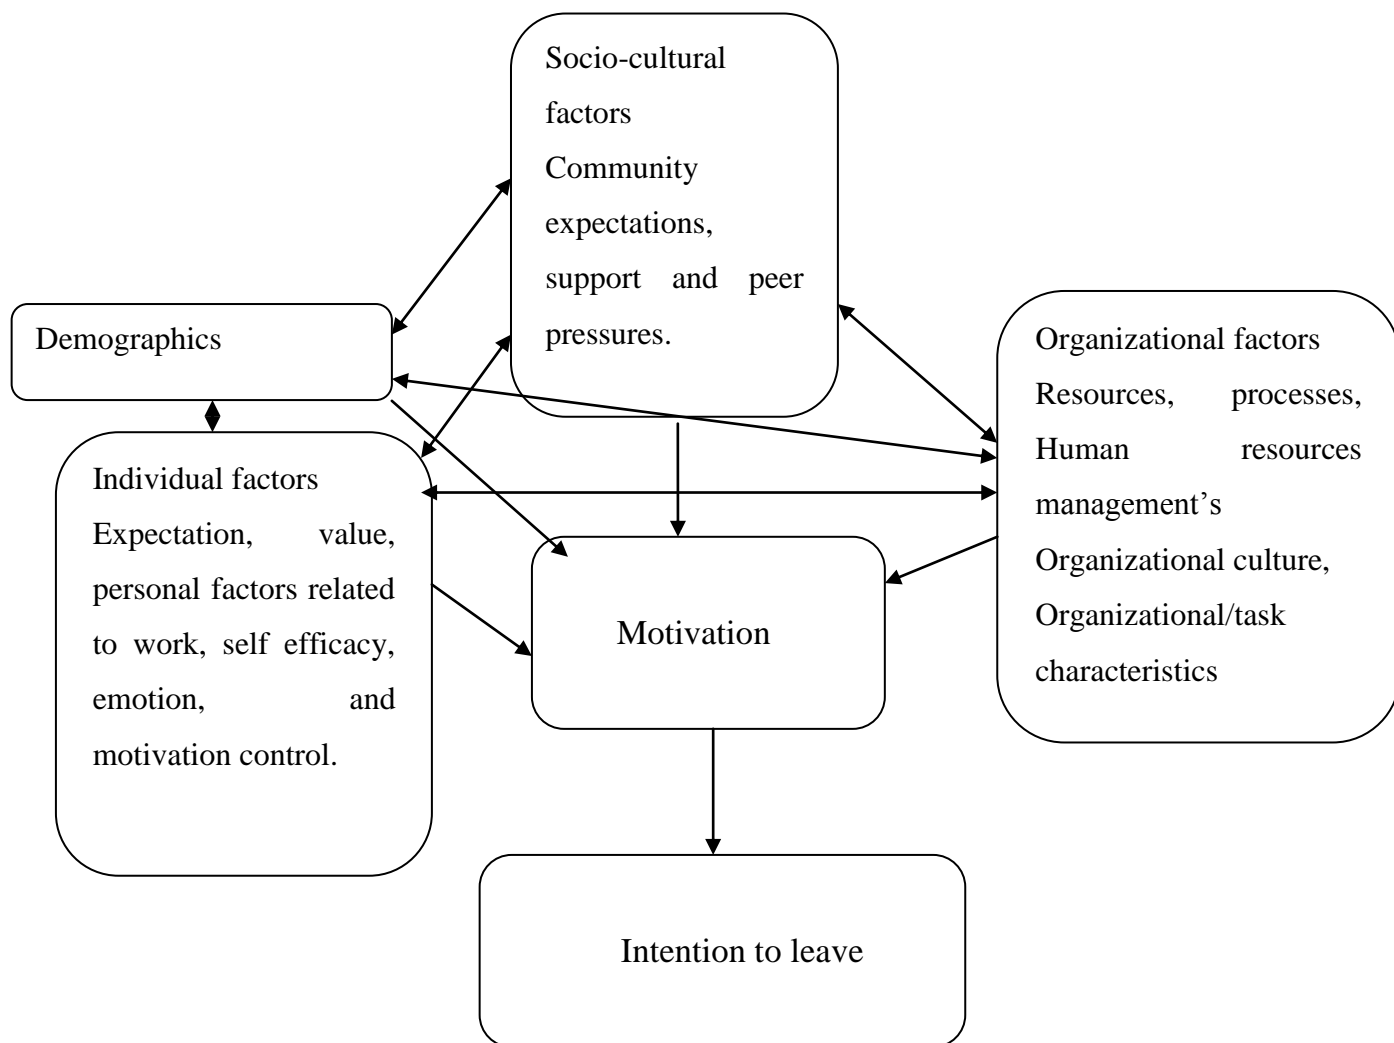 Socio-cultural
factors
Community
expectations,
support and peer
pressures.
Demographics
Individual factors
Expectation, value,
personal factors related
to work, self efficacy,
emotion, and
motivation control.
Organizational factors
Resources, processes,
Human resources
management’s
Organizational culture,
Organizational/task
characteristics
Motivation
Intention to leave